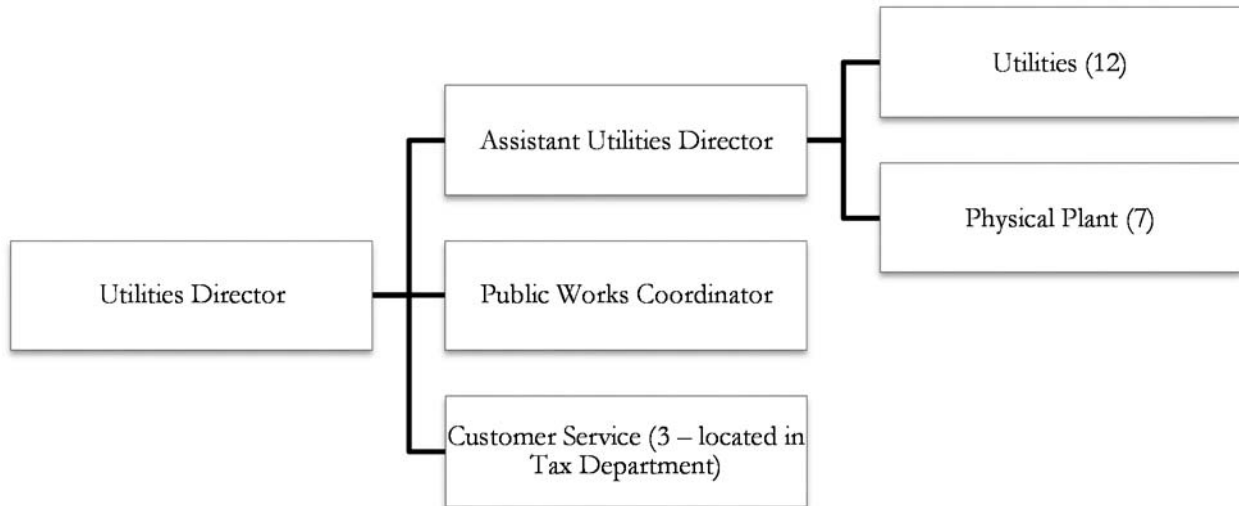 Utilities Director
Assistant Utilities Director
Public Works Coordinator
Customer Service (3 – located in
Tax Department)
Utilities (12)
Physical Plant (7)